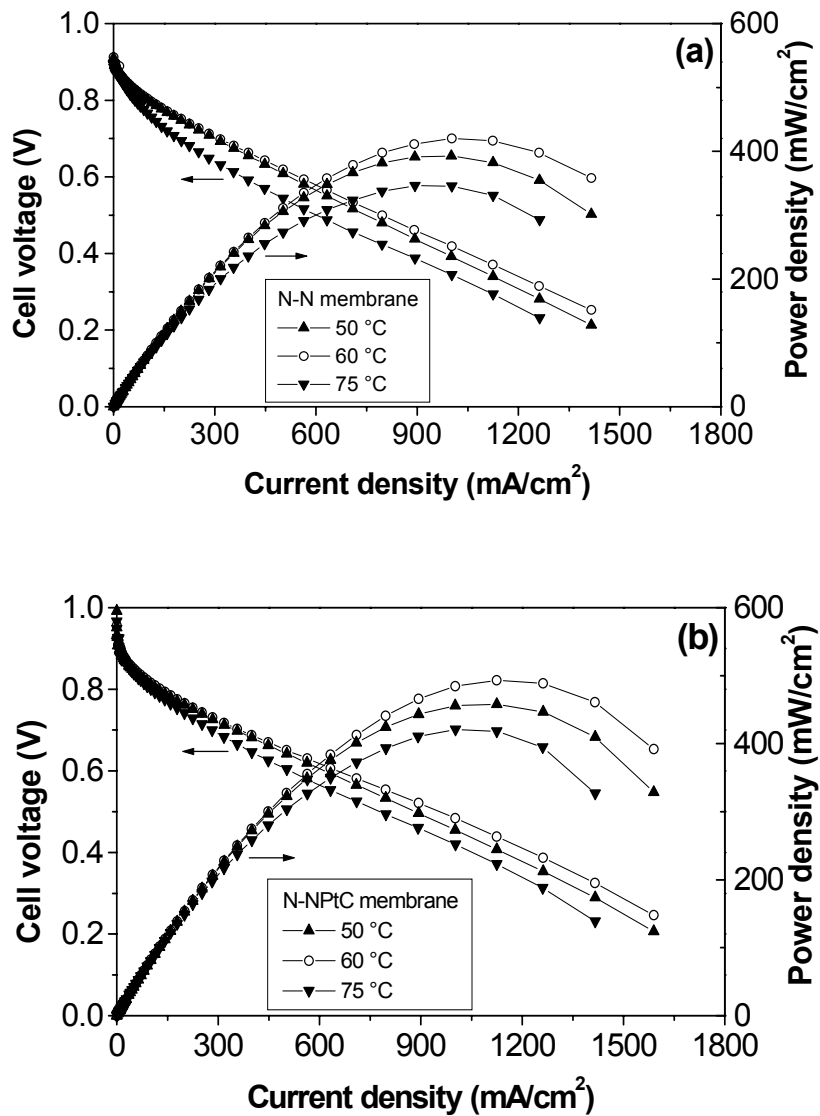 (a)
1.0
0.8
0.6
0.4
0.2
0.0
Cell voltage (V)
600
400
200
0
Power density (mW/cm²)
N-N membrane
50 °C
60 °C
75 °C
0 300 600 900 1200 1500 1800
Current density (mA/cm²)
(b)
1.0
0.8
0.6
0.4
0.2
0.0
Cell voltage (V)
600
400
200
0
Power density (mW/cm²)
N-NPtC membrane
50 °C
60 °C
75 °C
0 300 600 900 1200 1500 1800
Current density (mA/cm²)